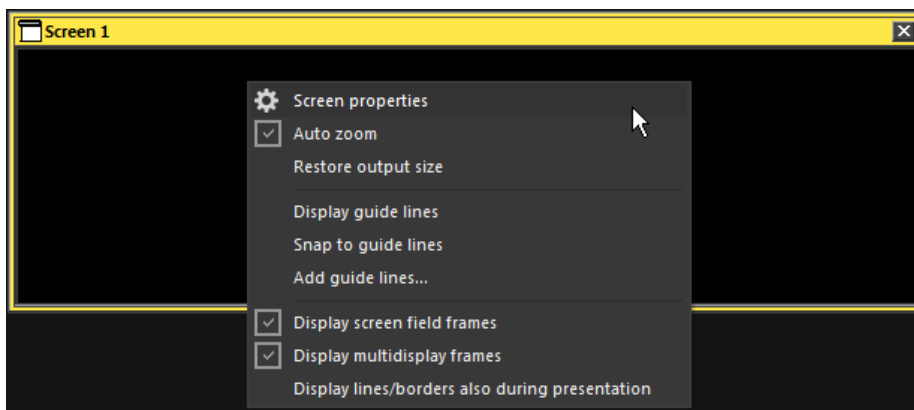 Screen 1
Screen properties
Auto zoom
Restore output size
Display guide lines
Snap to guide lines
Add guide lines...
Display screen field frames
Display multidisplay frames
Display lines/borders also during presentation